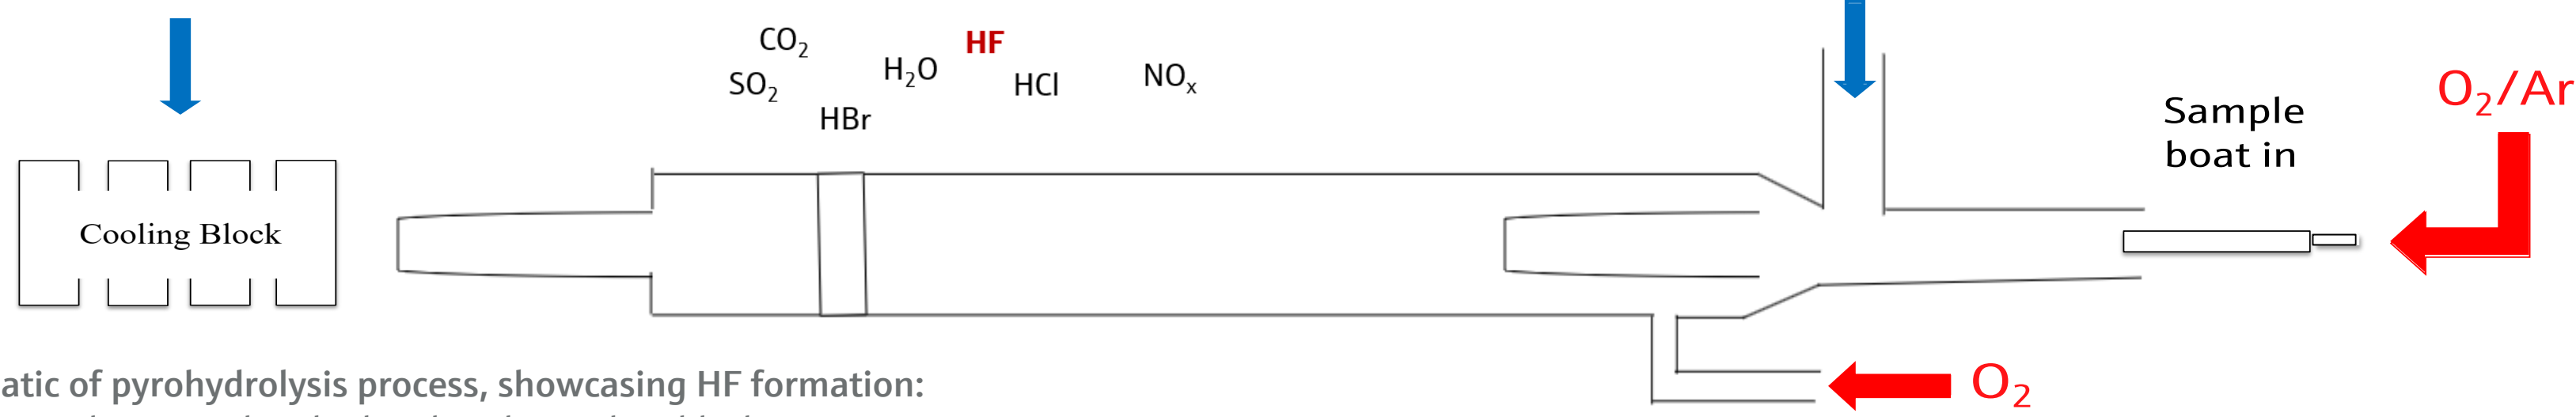 CO₂
HF
H₂O
SO₂
HCl
NOₓ
HBr
O₂/Ar
Sample
boat in
Cooling Block
atic of pyrohydrolysis process, showcasing HF formation:
O₂